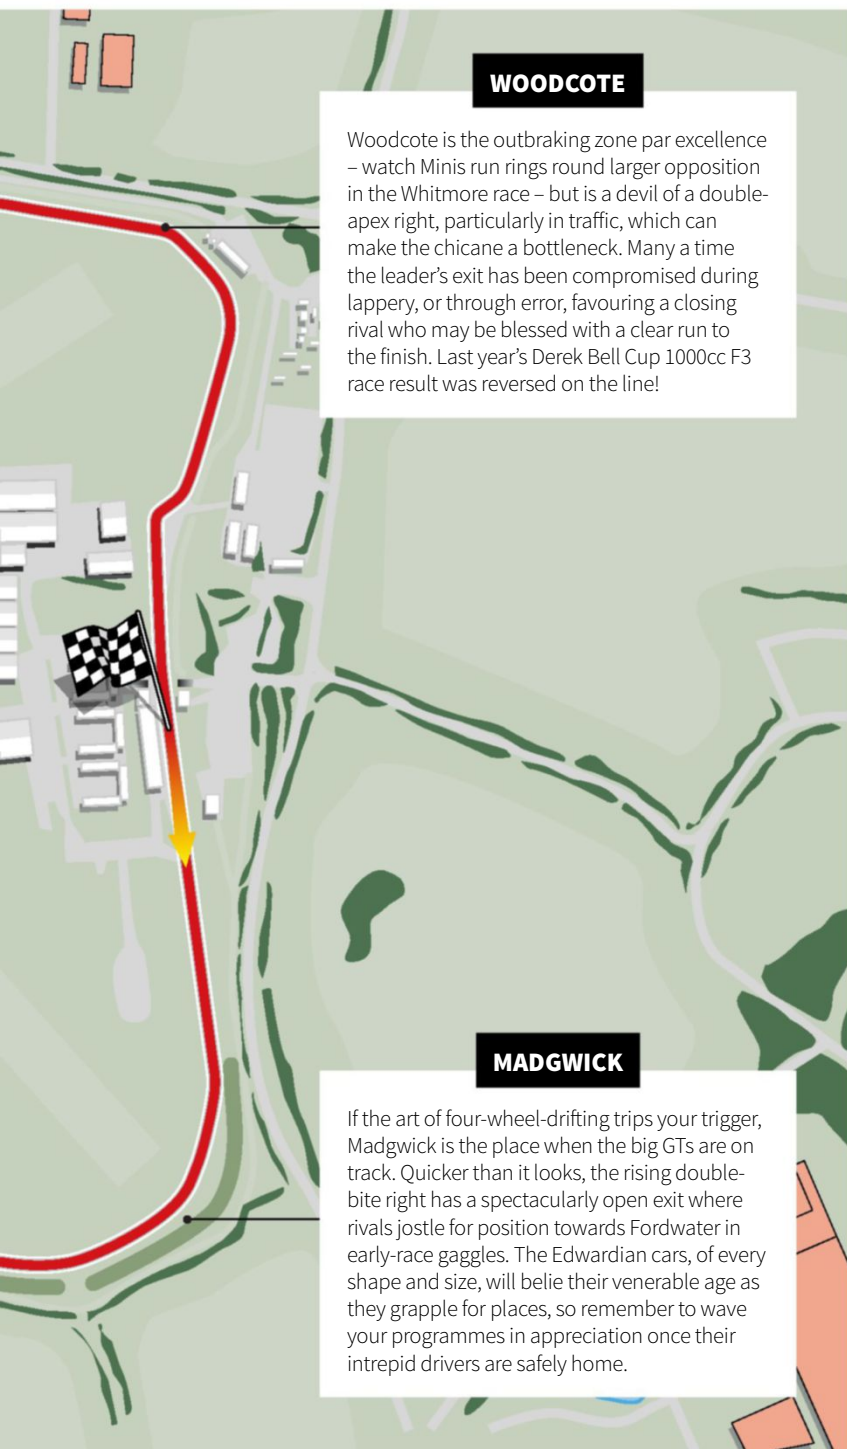 WOODCOTE
Woodcote is the outbraking zone par excellence
– watch Minis run rings round larger opposition
in the Whitmore race – but is a devil of a double-
apex right, particularly in traffic, which can
make the chicane a bottleneck. Many a time
the leader’s exit has been compromised during
lappery, or through error, favouring a closing
rival who may be blessed with a clear run to
the finish. Last year’s Derek Bell Cup 1000cc F3
race result was reversed on the line!
MADGWICK
If the art of four-wheel-drifting trips your trigger,
Madgwick is the place when the big GTs are on
track. Quicker than it looks, the rising double-
bite right has a spectacularly open exit where
rivals jostle for position towards Fordwater in
early-race gaggles. The Edwardian cars, of every
shape and size, will belie their venerable age as
they grapple for places, so remember to wave
your programmes in appreciation once their
intrepid drivers are safely home.